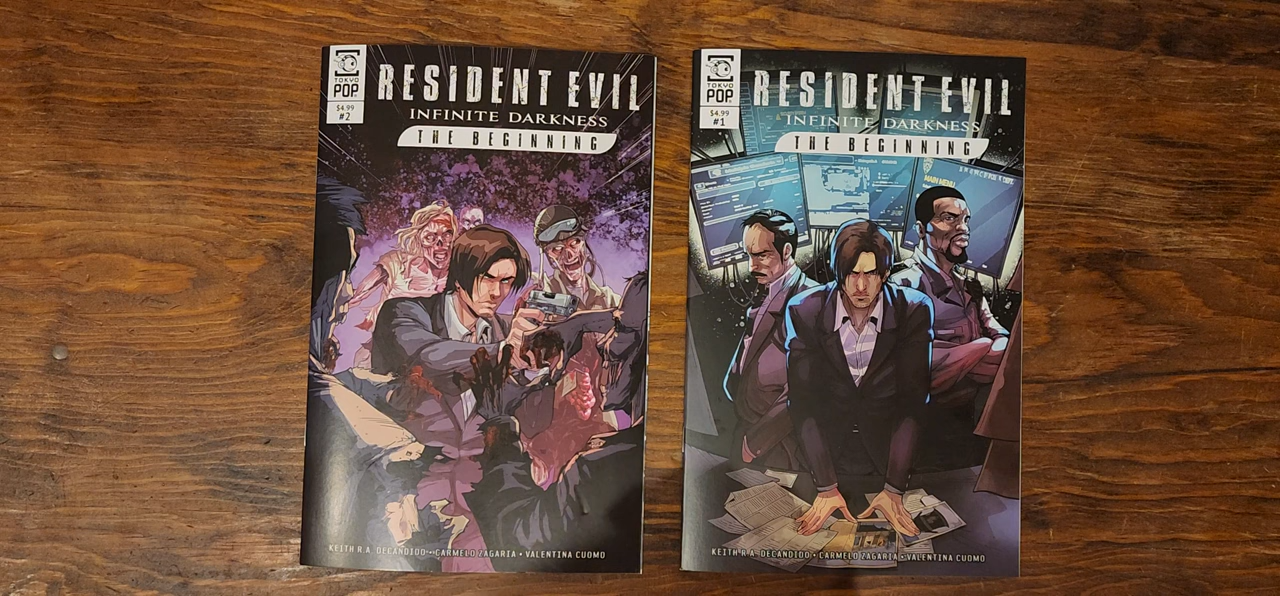 TOKYO
POP
$4.99
#2
RESIDENT EVIL
INFINITE DARKNESS
THE BEGINNING
KEITH R.A. DECANDIDO • CARMELO ZAGARIA • VALENTINA CUOMO
TOKYO
POP
$4.99
#1
RESIDENT EVIL
INFINITE DARKNESS
THE BEGINNING
MAIN MENU
KEITH R.A. DECANDIDO • CARMELO ZAGARIA • VALENTINA CUOMO